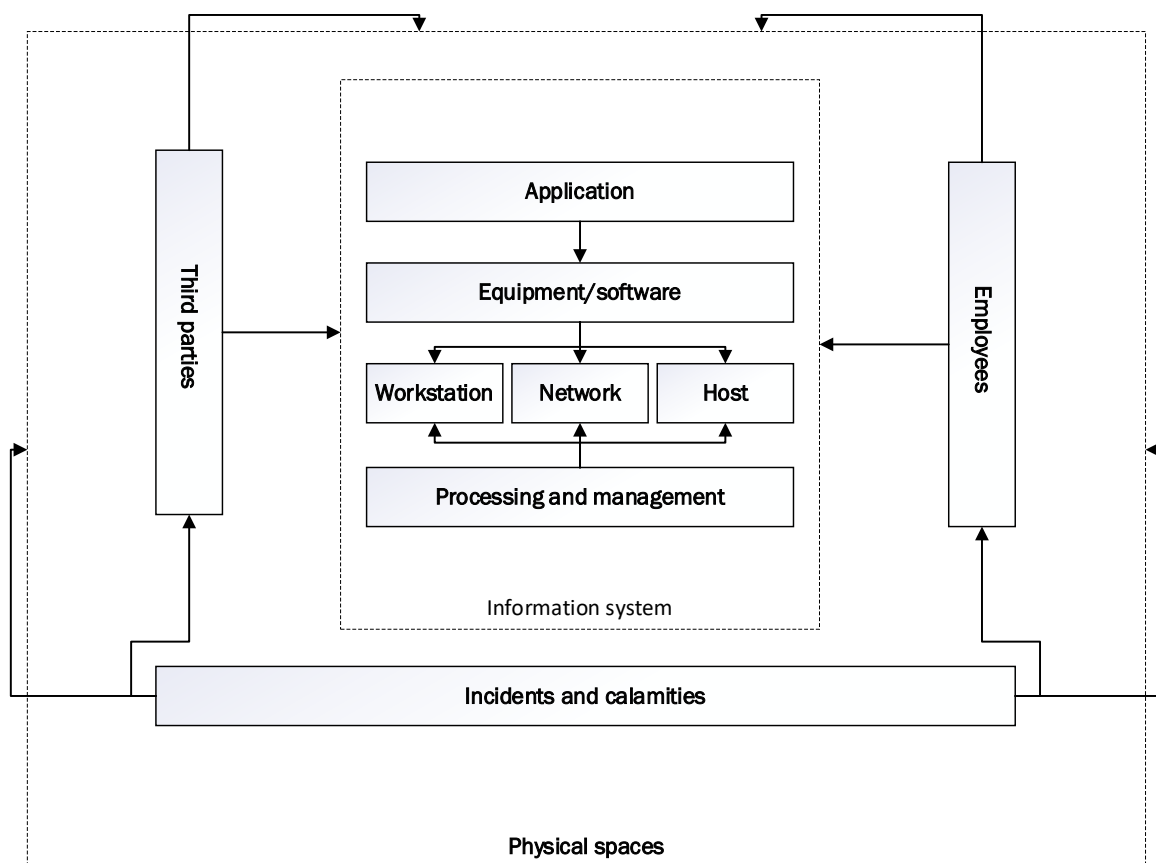 Application
Equipment/software
Third parties
Employees
Workstation
Network
Host
Processing and management
Information system
Incidents and calamities
Physical spaces